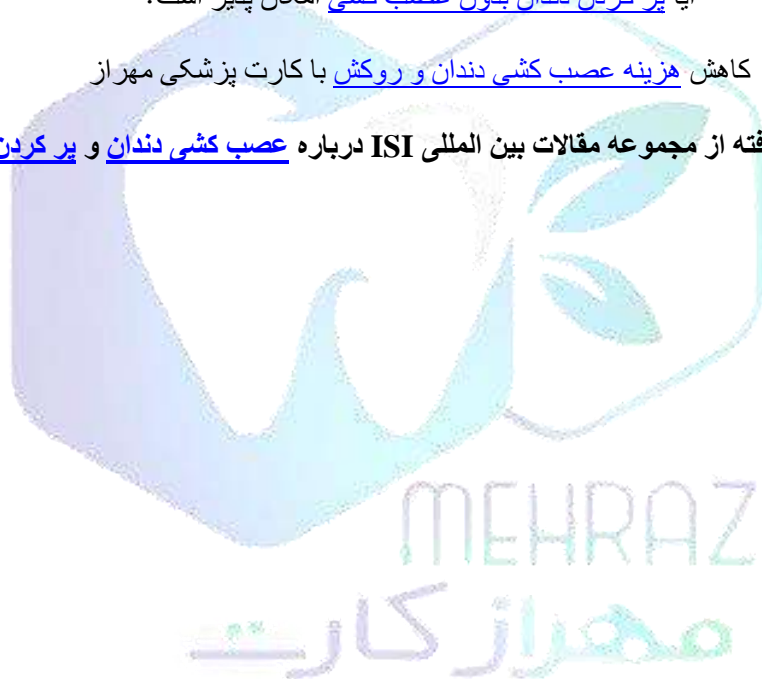 آیا پر کردن دندان بدون عصب کشی امکان پذیر است؟
کاهش هزینه عصب کشی دندان و روکش با کارت پزشکی مهراز
فته از مجموعه مقالات بین المللی ISI درباره عصب کشی دندان و پر کردن
MEHRAZ
مهراز کارت